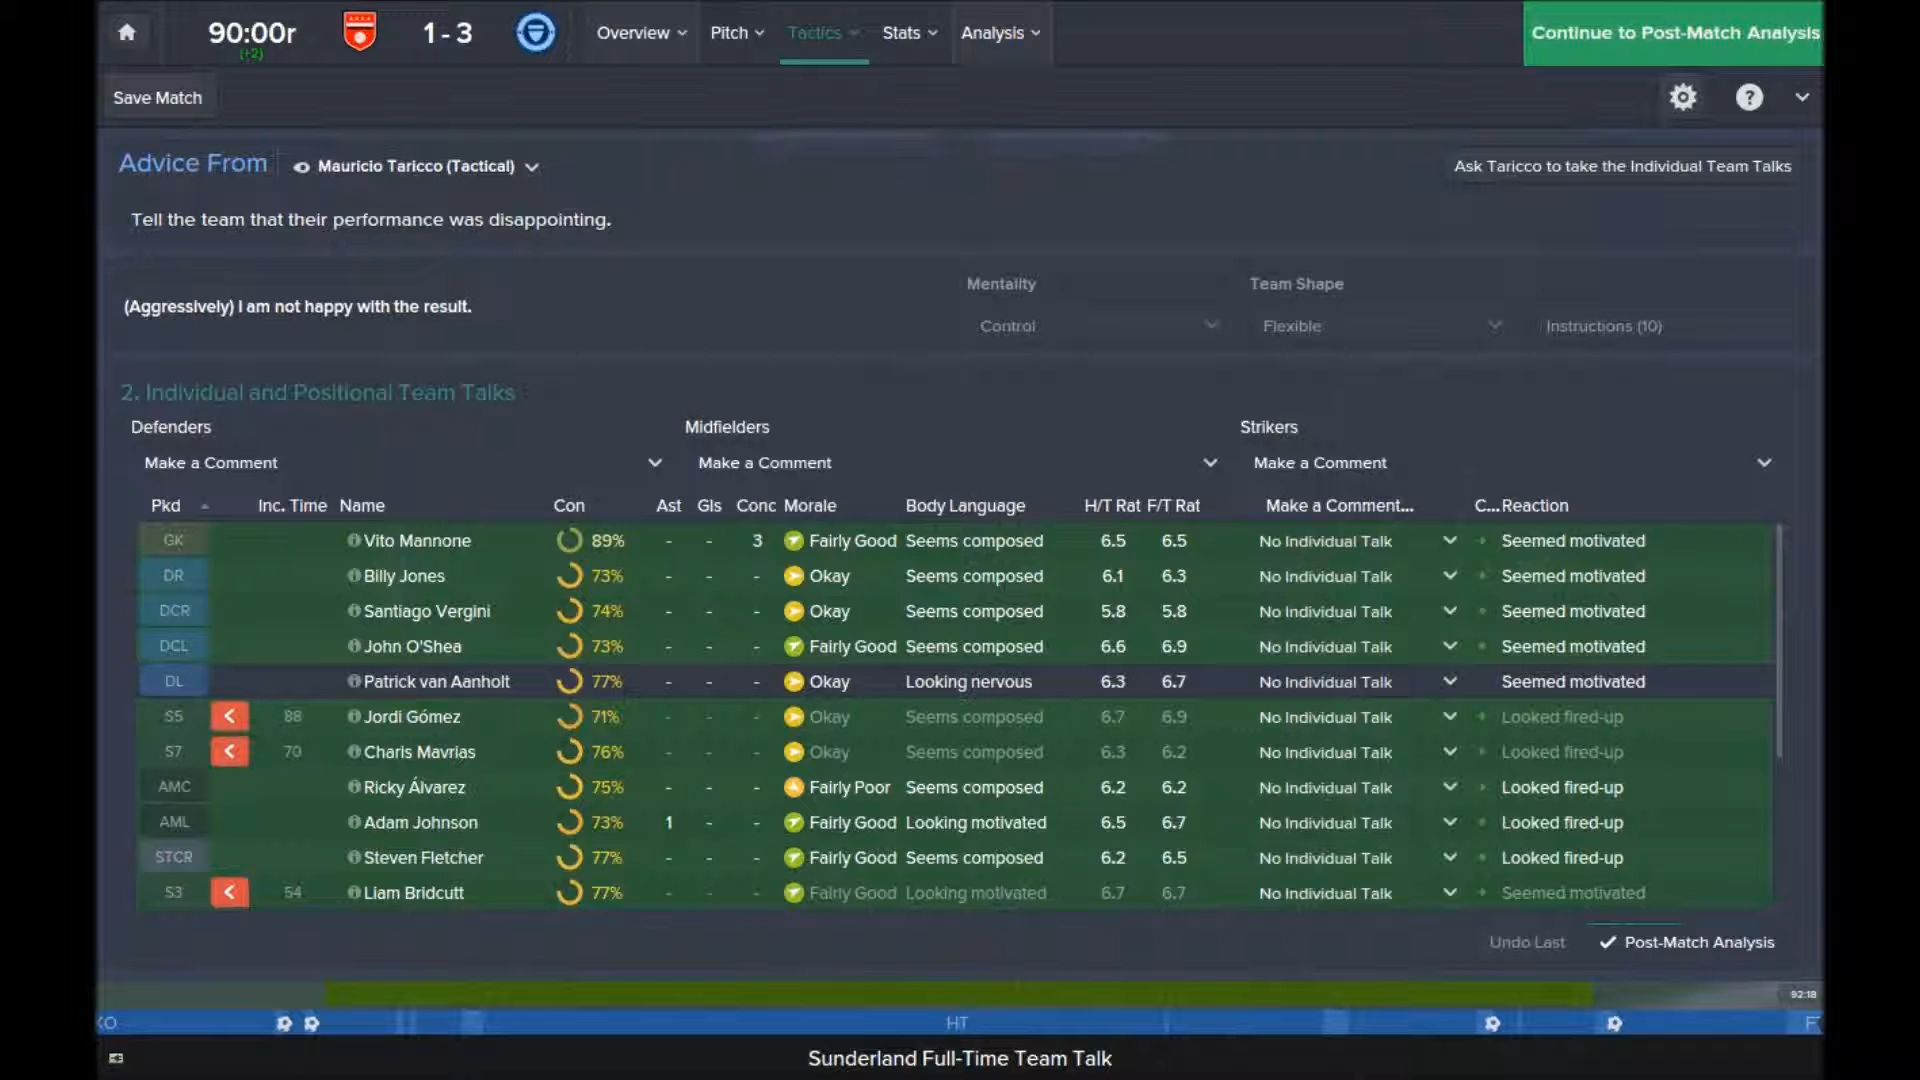 90:00r 1 - 3 Overview Pitch Tactics Stats Analysis Continue to Post-Match Analysis
(+2)
Save Match ?
Advice From Mauricio Taricco (Tactical) Ask Taricco to take the Individual Team Talks
Tell the team that their performance was disappointing.
Mentality Team Shape
(Aggressively) I am not happy with the result.
Control Flexible Instructions (10)
2. Individual and Positional Team Talks
Defenders Midfielders Strikers
Make a Comment Make a Comment Make a Comment
Pkd Inc. Time Name Con Ast Gls Conc Morale Body Language H/T Rat F/T Rat Make a Comment... C... Reaction
GK Vito Mannone 89% - - 3 Fairly Good Seems composed 6.5 6.5 No Individual Talk Seemed motivated
DR Billy Jones 73% - - - Okay Seems composed 6.1 6.3 No Individual Talk Seemed motivated
DCR Santiago Vergini 74% - - - Okay Seems composed 5.8 5.8 No Individual Talk Seemed motivated
DCL John O'Shea 73% - - - Fairly Good Seems composed 6.6 6.9 No Individual Talk Seemed motivated
DL Patrick van Aanholt 77% - - - Okay Looking nervous 6.3 6.7 No Individual Talk Seemed motivated
S5 88 Jordi Gómez 71% - - - Okay Seems composed 6.7 6.9 No Individual Talk Looked fired-up
S7 70 Charis Mavrias 76% - - - Okay Seems composed 6.3 6.2 No Individual Talk Looked fired-up
AMC Ricky Álvarez 75% - - - Fairly Poor Seems composed 6.2 6.2 No Individual Talk Looked fired-up
AML Adam Johnson 73% 1 - - Fairly Good Looking motivated 6.5 6.7 No Individual Talk Looked fired-up
STCR Steven Fletcher 77% - - - Fairly Good Seems composed 6.2 6.5 No Individual Talk Looked fired-up
S3 54 Liam Bridcutt 77% - - - Fairly Good Looking motivated 6.7 6.7 No Individual Talk Seemed motivated
Undo Last Post-Match Analysis
92:18
KO HT FT
Sunderland Full-Time Team Talk